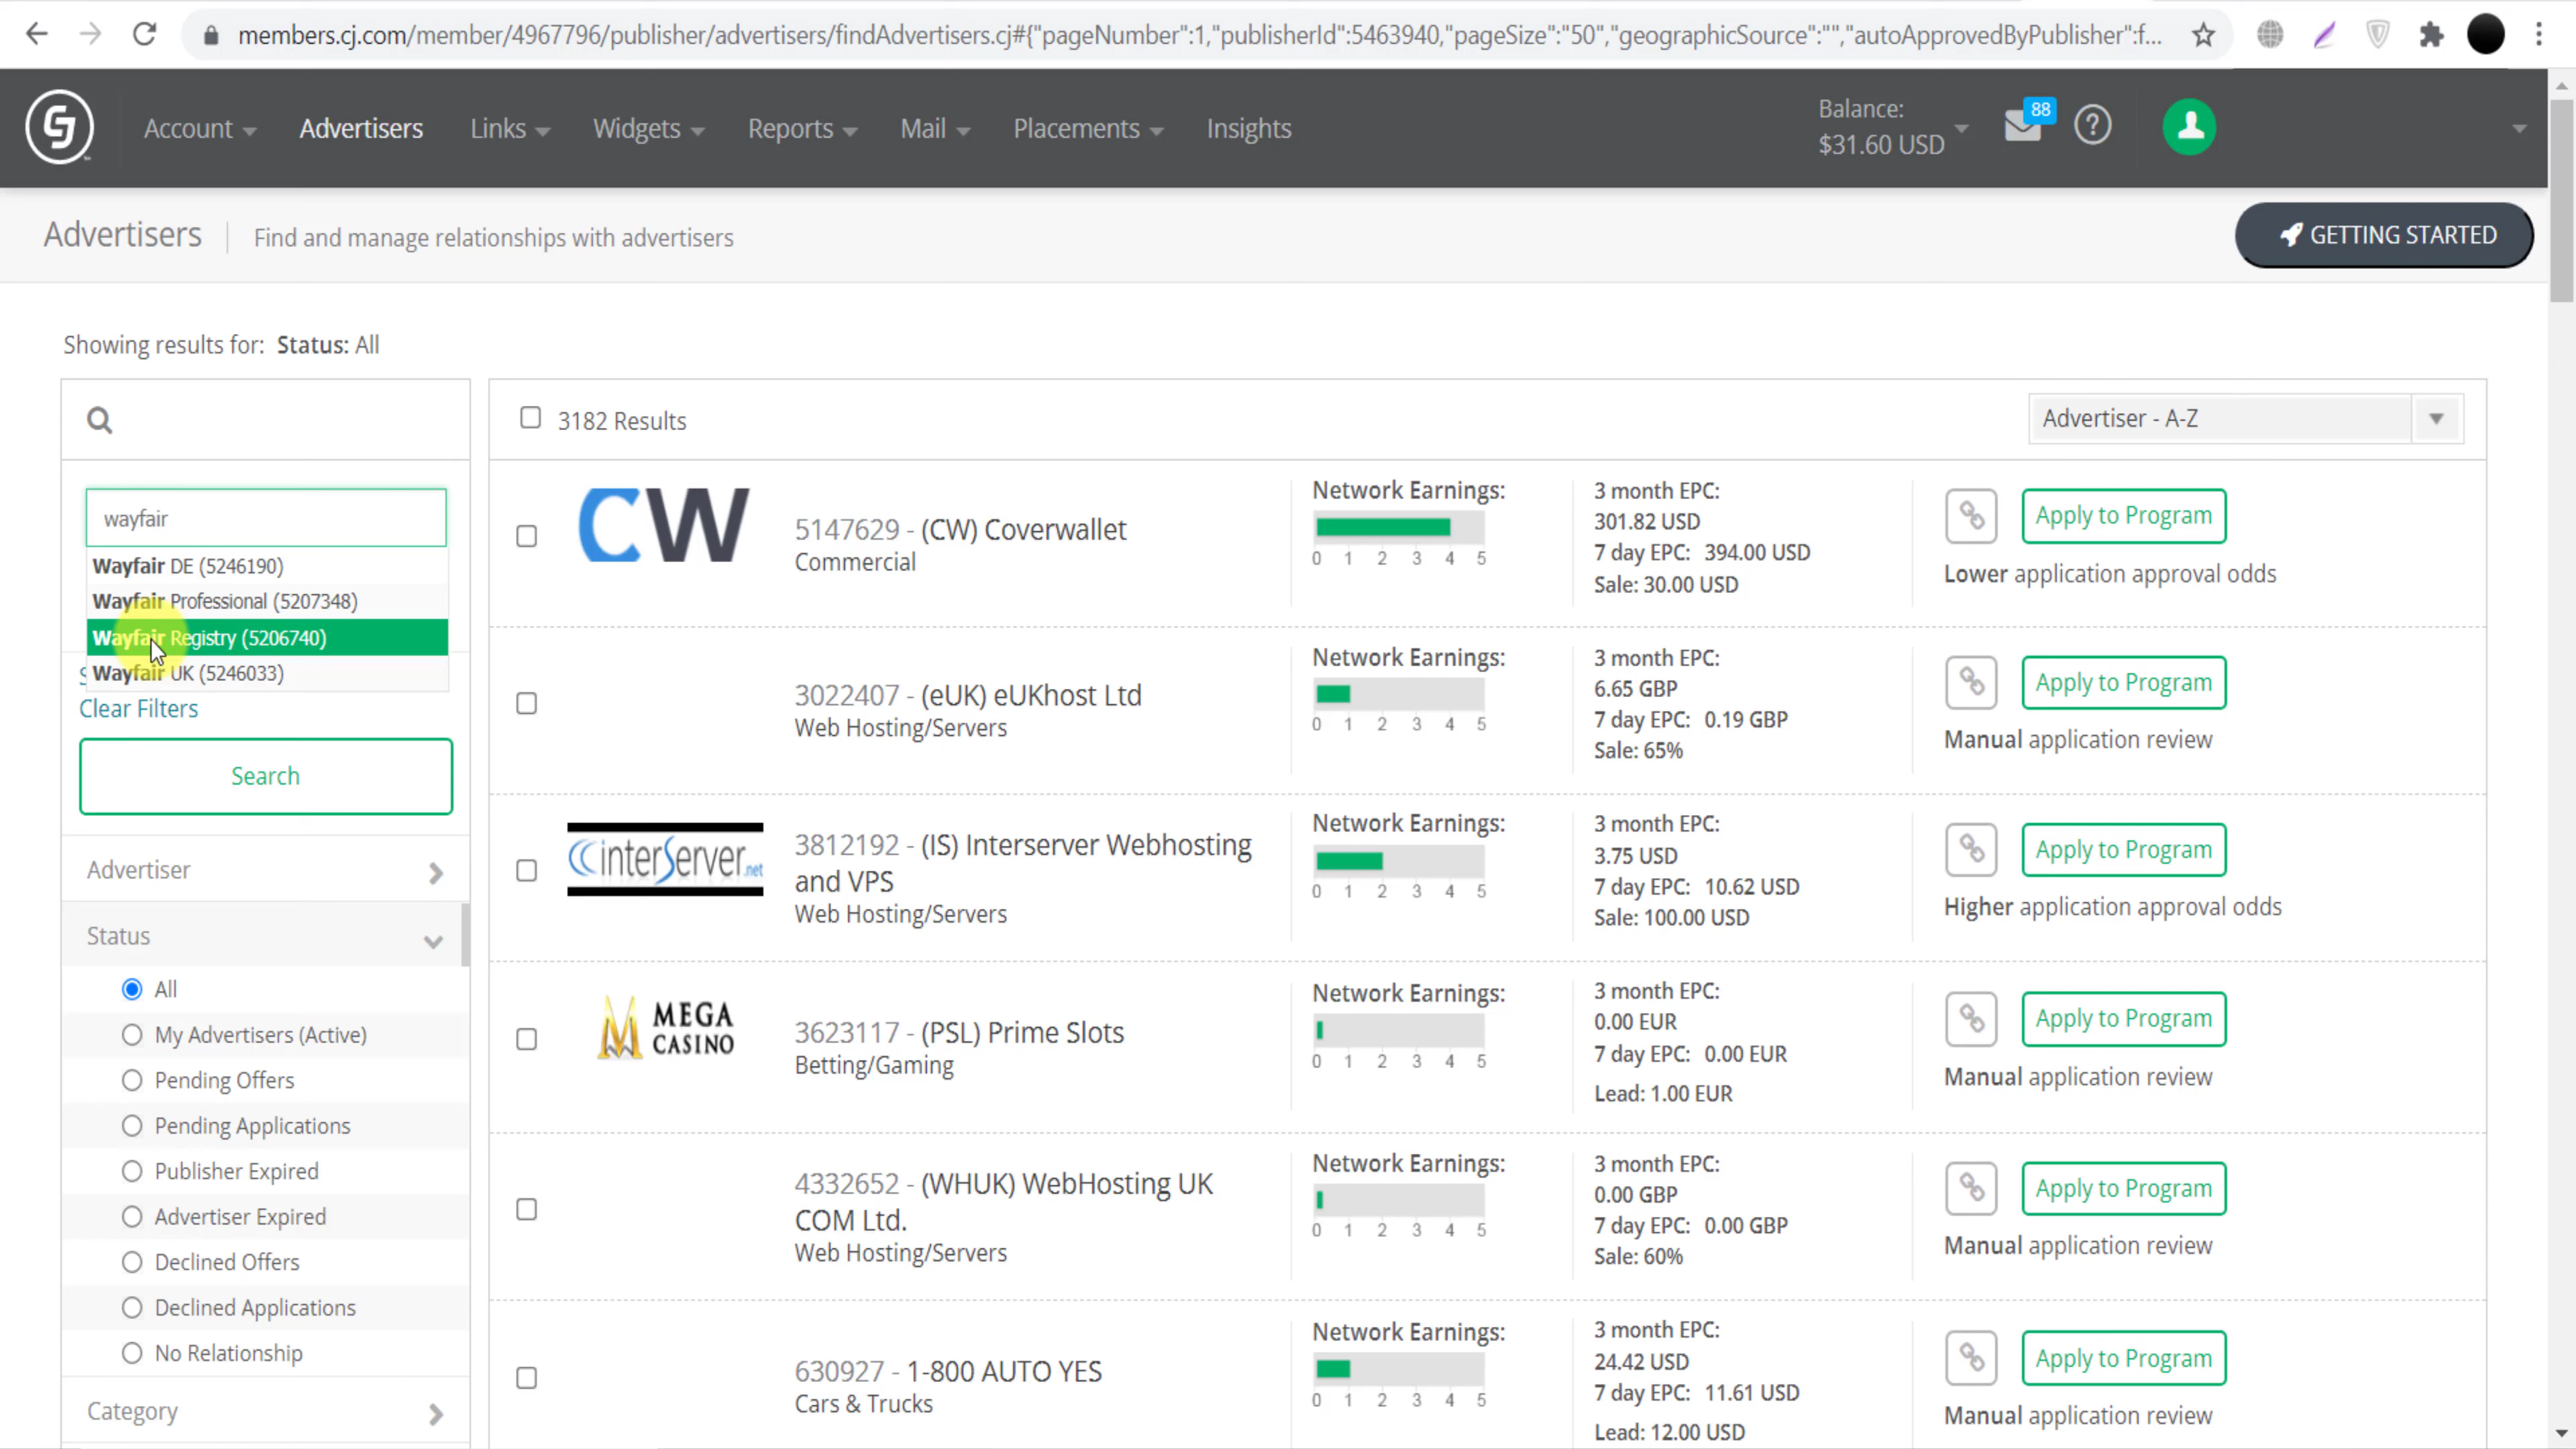 members.cj.com/member/4967796/publisher/advertisers/findAdvertisers.cj#{"pageNumber":1,"publisherId":5463940,"pageSize":"50","geographicSource":"","autoApprovedByPublisher":f...
Account Advertisers Links Widgets Reports Mail Placements Insights
Balance:
$31.60 USD
88
Advertisers
Find and manage relationships with advertisers
GETTING STARTED
Showing results for: Status: All
3182 Results
Advertiser - A-Z
wayfair
Wayfair DE (5246190)
Wayfair Professional (5207348)
Wayfair Registry (5206740)
Wayfair UK (5246033)
Clear Filters
Search
Advertiser
Status
All
My Advertisers (Active)
Pending Offers
Pending Applications
Publisher Expired
Advertiser Expired
Declined Offers
Declined Applications
No Relationship
Category
CW
5147629 - (CW) Coverwallet
Commercial
Network Earnings:
0 1 2 3 4 5
3 month EPC:
301.82 USD
7 day EPC: 394.00 USD
Sale: 30.00 USD
Apply to Program
Lower application approval odds
3022407 - (eUK) eUKhost Ltd
Web Hosting/Servers
Network Earnings:
0 1 2 3 4 5
3 month EPC:
6.65 GBP
7 day EPC: 0.19 GBP
Sale: 65%
Apply to Program
Manual application review
interServer.net
3812192 - (IS) Interserver Webhosting
and VPS
Web Hosting/Servers
Network Earnings:
0 1 2 3 4 5
3 month EPC:
3.75 USD
7 day EPC: 10.62 USD
Sale: 100.00 USD
Apply to Program
Higher application approval odds
MEGA
CASINO
3623117 - (PSL) Prime Slots
Betting/Gaming
Network Earnings:
0 1 2 3 4 5
3 month EPC:
0.00 EUR
7 day EPC: 0.00 EUR
Lead: 1.00 EUR
Apply to Program
Manual application review
4332652 - (WHUK) WebHosting UK
COM Ltd.
Web Hosting/Servers
Network Earnings:
0 1 2 3 4 5
3 month EPC:
0.00 GBP
7 day EPC: 0.00 GBP
Sale: 60%
Apply to Program
Manual application review
630927 - 1-800 AUTO YES
Cars & Trucks
Network Earnings:
0 1 2 3 4 5
3 month EPC:
24.42 USD
7 day EPC: 11.61 USD
Lead: 12.00 USD
Apply to Program
Manual application review